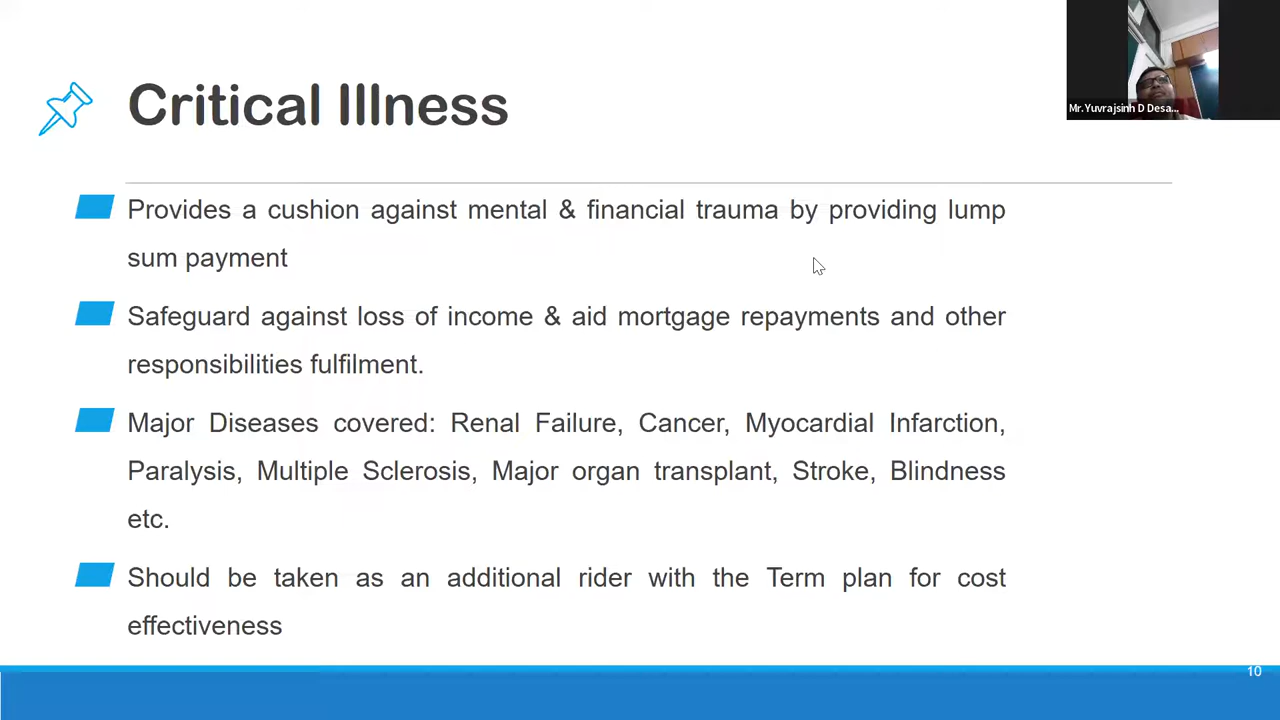 Critical Illness
Mr.Yuvrajsinh D Desa...
Provides a cushion against mental & financial trauma by providing lump
sum payment
Safeguard against loss of income & aid mortgage repayments and other
responsibilities fulfilment.
Major Diseases covered: Renal Failure, Cancer, Myocardial Infarction,
Paralysis, Multiple Sclerosis, Major organ transplant, Stroke, Blindness
etc.
Should be taken as an additional rider with the Term plan for cost
effectiveness
10